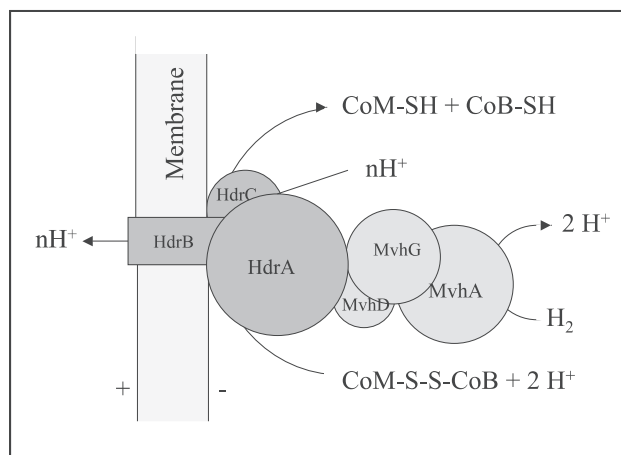 Membrane
CoM-SH + CoB-SH
nH⁺
HdrC
nH⁺
HdrB
HdrA
MvhG
MvhD
MvhA
2 H⁺
H₂
CoM-S-S-CoB + 2 H⁺
+
-